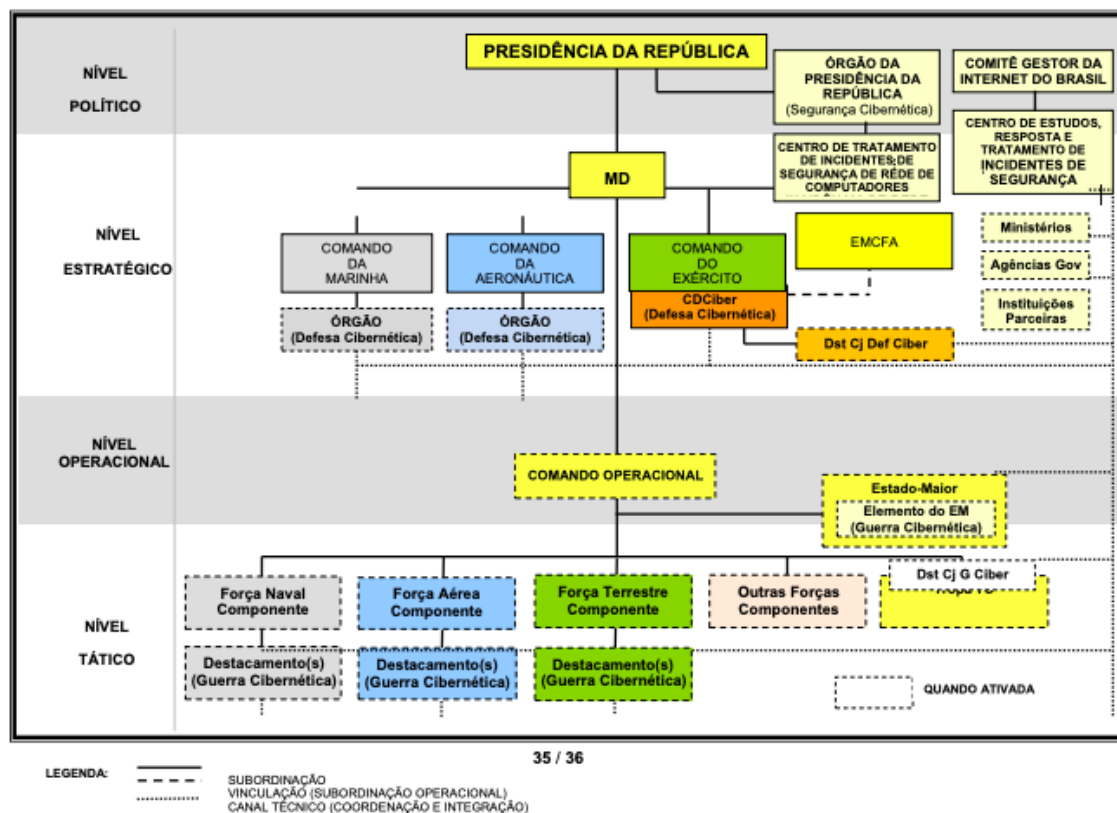 PRESIDÊNCIA DA REPÚBLICA
NÍVEL
POLÍTICO
ÓRGÃO DA
PRESIDÊNCIA DA
REPÚBLICA
(Segurança Cibernética)
COMITÊ GESTOR DA
INTERNET DO BRASIL
CENTRO DE TRATAMENTO
DE INCIDENTES DE
SEGURANÇA DE REDE DE
COMPUTADORES
CENTRO DE ESTUDOS,
RESPOSTA E
TRATAMENTO DE
INCIDENTES DE
SEGURANÇA
MD
NÍVEL
ESTRATÉGICO
COMANDO
DA
MARINHA
COMANDO
DA
AERONÁUTICA
COMANDO
DO
EXÉRCITO
EMCFA
Ministérios
Agências Gov
Instituições
Parceiras
ÓRGÃO
(Defesa Cibernética)
ÓRGÃO
(Defesa Cibernética)
CDCiber
(Defesa Cibernética)
Dst Cj Def Ciber
NÍVEL
OPERACIONAL
COMANDO OPERACIONAL
Estado-Maior
Elemento do EM
(Guerra Cibernética)
NÍVEL
TÁTICO
Força Naval
Componente
Força Aérea
Componente
Força Terrestre
Componente
Outras Forças
Componentes
Dst Cj G Ciber
Destacamento(s)
(Guerra Cibernética)
Destacamento(s)
(Guerra Cibernética)
Destacamento(s)
(Guerra Cibernética)
QUANDO ATIVADA
35 / 36
LEGENDA:
SUBORDINAÇÃO
VINCULAÇÃO (SUBORDINAÇÃO OPERACIONAL)
CANAL TÉCNICO (COORDENAÇÃO E INTEGRAÇÃO)